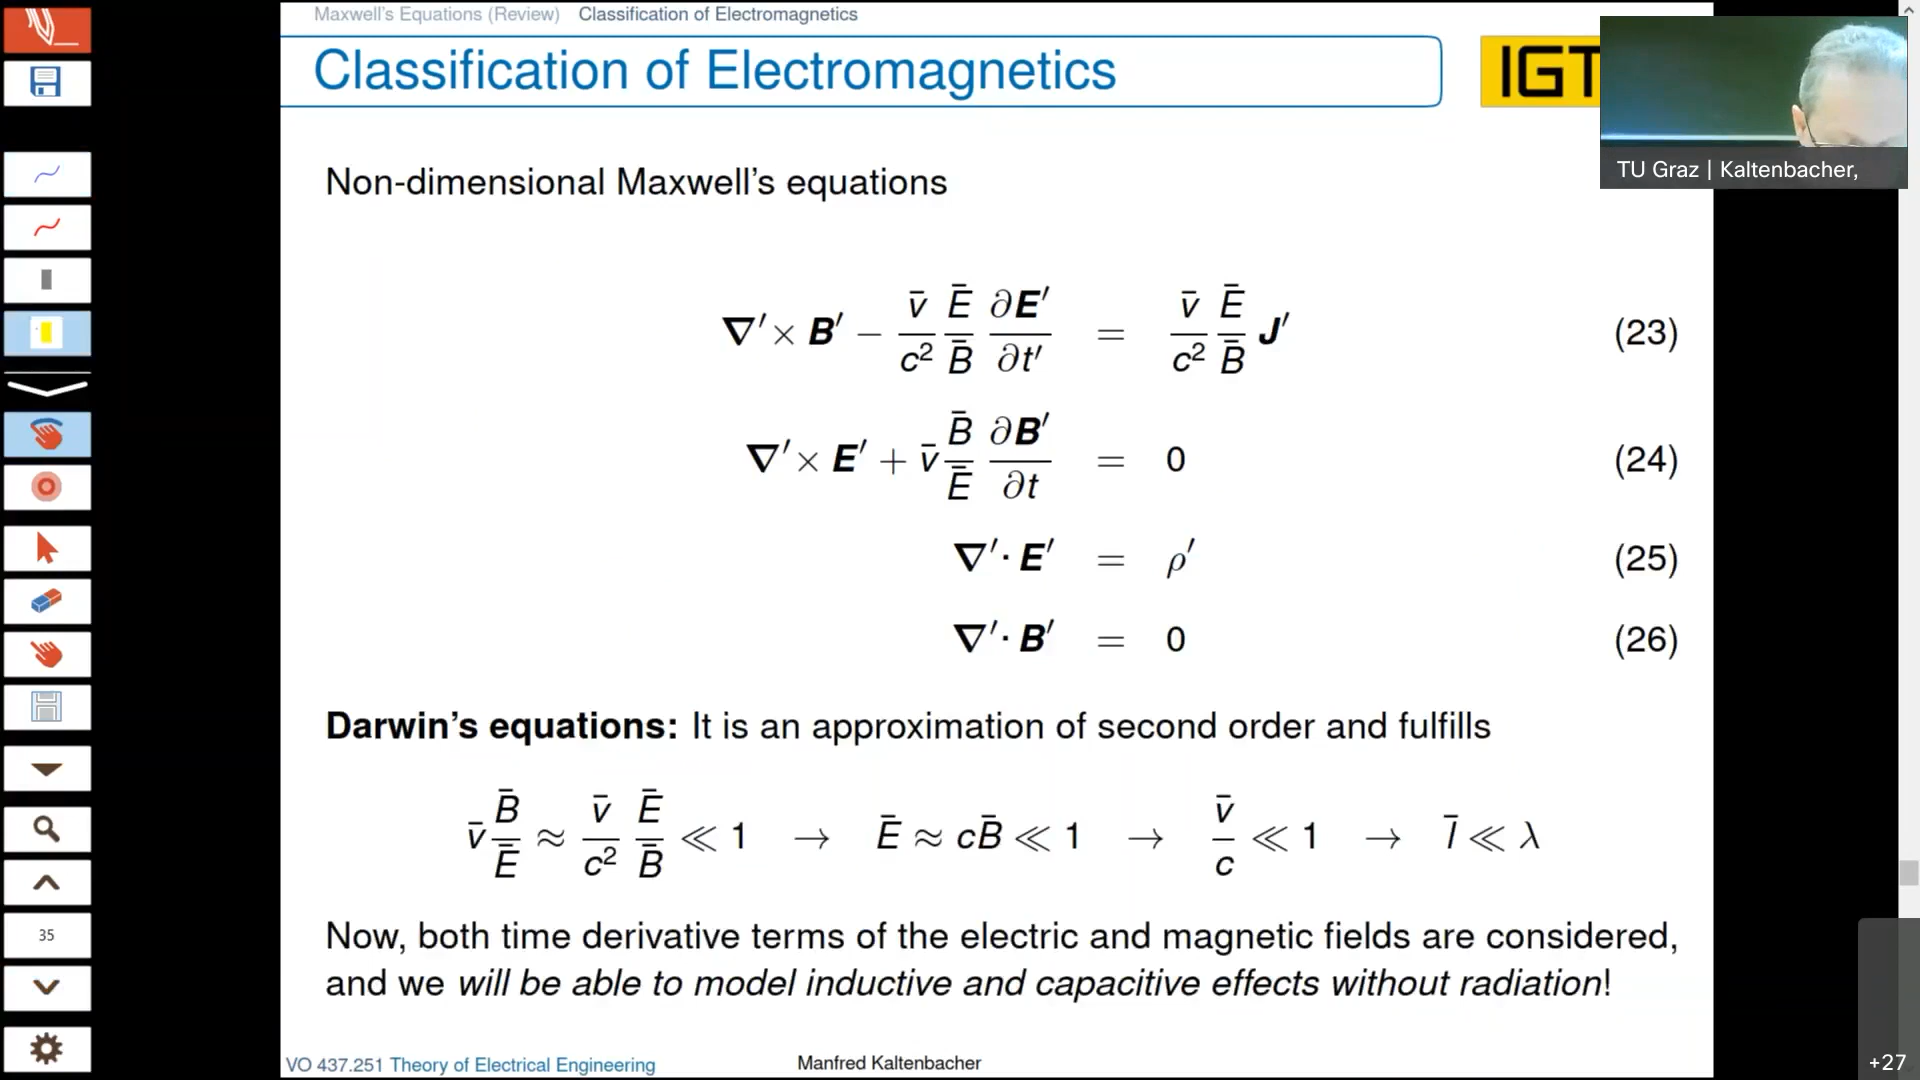 Maxwell's Equations (Review) Classification of Electromagnetics
Classification of Electromagnetics
IGT
TU Graz | Kaltenbacher,
Non-dimensional Maxwell's equations
∇′× B′ − v̄/c² Ē/B̄ ∂E′/∂t′ = v̄/c² Ē/B̄ J′ (23)
∇′× E′ + v̄ B̄/Ē ∂B′/∂t = 0 (24)
∇′· E′ = ρ′ (25)
∇′· B′ = 0 (26)
Darwin's equations: It is an approximation of second order and fulfills
v̄ B̄/Ē ≈ v̄/c² Ē/B̄ ≪ 1 → Ē ≈ cB̄ ≪ 1 → v̄/c ≪ 1 → l̄ ≪ λ
Now, both time derivative terms of the electric and magnetic fields are considered,
and we will be able to model inductive and capacitive effects without radiation!
35
VO 437.251 Theory of Electrical Engineering Manfred Kaltenbacher
+27